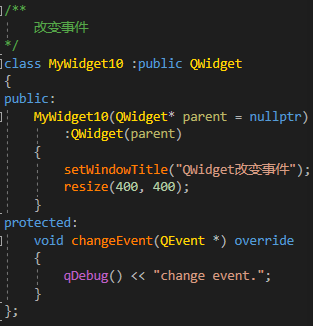 /**
    改变事件
*/
class MyWidget10 :public QWidget
{
public:
    MyWidget10(QWidget* parent = nullptr)
        :QWidget(parent)
    {
        setWindowTitle("QWidget改变事件");
        resize(400, 400);
    }
protected:
    void changeEvent(QEvent *) override
    {
        qDebug() << "change event.";
    }
};